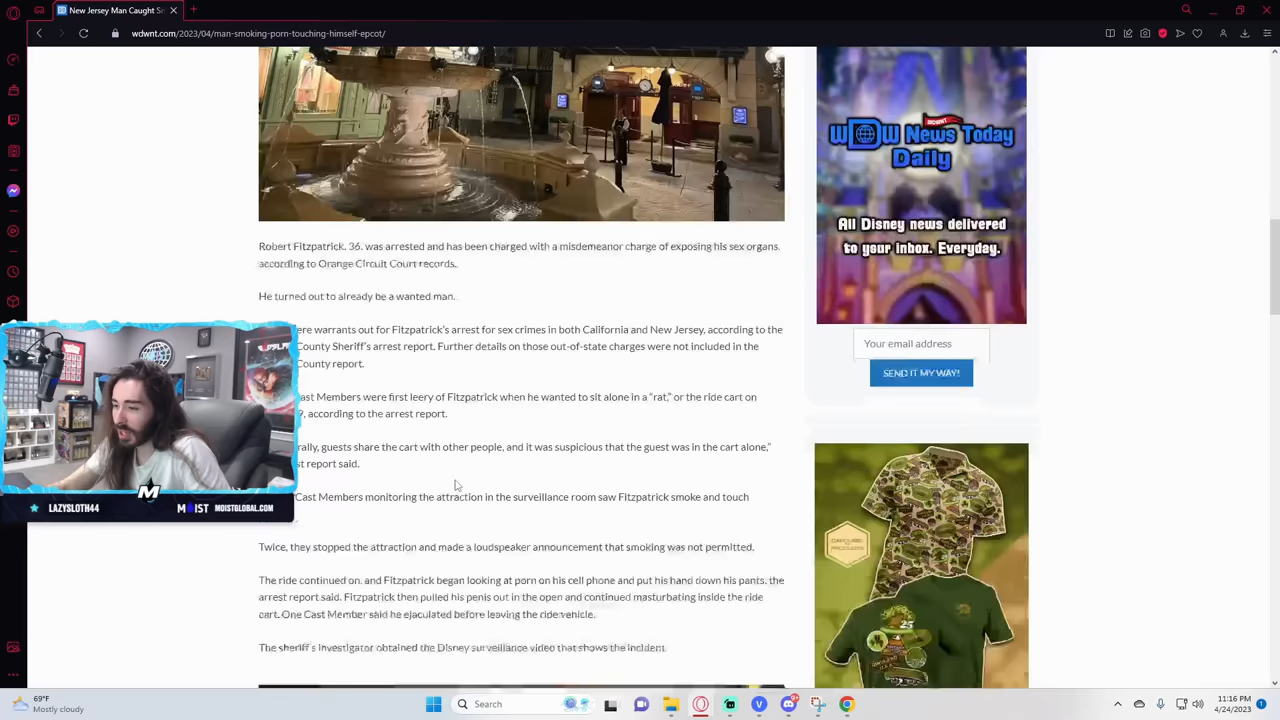 New Jersey Man Caught Sm
wdwnt.com/2023/04/man-smoking-porn-touching-himself-epcot/
WDW News Today
Daily
All Disney news delivered
to your inbox. Everyday.
Your email address
SEND IT MY WAY!
Robert Fitzpatrick, 36, was arrested and has been charged with a misdemeanor charge of exposing his sex organs,
according to Orange Circuit Court records.
He turned out to already be a wanted man.
ere warrants out for Fitzpatrick's arrest for sex crimes in both California and New Jersey, according to the
County Sheriff's arrest report. Further details on those out-of-state charges were not included in the
County report.
ast Members were first leery of Fitzpatrick when he wanted to sit alone in a "rat," or the ride cart on
9, according to the arrest report.
rally, guests share the cart with other people, and it was suspicious that the guest was in the cart alone,"
st report said.
Cast Members monitoring the attraction in the surveillance room saw Fitzpatrick smoke and touch
Twice, they stopped the attraction and made a loudspeaker announcement that smoking was not permitted.
The ride continued on, and Fitzpatrick began looking at porn on his cell phone and put his hand down his pants, the
arrest report said. Fitzpatrick then pulled his penis out in the open and continued masturbating inside the ride
cart. One Cast Member said he ejaculated before leaving the ride vehicle.
The sheriff's investigator obtained the Disney surveillance video that shows the incident.
M
LAZYSLOTH44
MOIST
MOISTGLOBAL.COM
25
69°F
Mostly cloudy
Search
9+
11:16 PM
4/24/2023